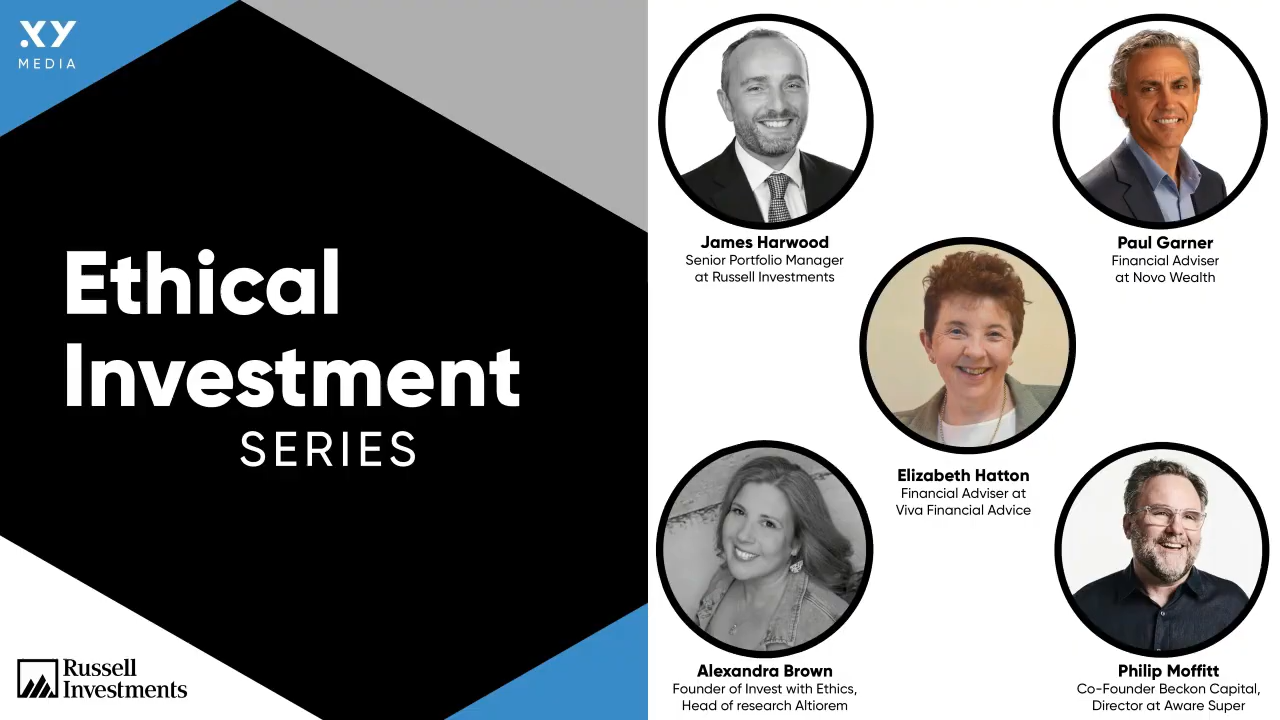 XY
MEDIA
Ethical
Investment
SERIES
Russell
Investments
James Harwood
Senior Portfolio Manager
at Russell Investments
Paul Garner
Financial Adviser
at Novo Wealth
Elizabeth Hatton
Financial Adviser at
Viva Financial Advice
Alexandra Brown
Founder of Invest with Ethics,
Head of research Altiorem
Philip Moffitt
Co-Founder Beckon Capital,
Director at Aware Super